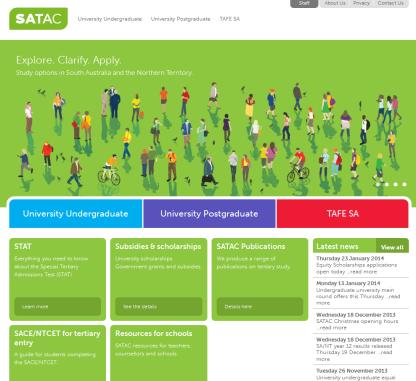 Staff About Us Privacy Contact Us
SATAC University Undergraduate University Postgraduate TAFE SA
Explore. Clarify. Apply.
Study options in South Australia and the Northern Territory.
University Undergraduate University Postgraduate TAFE SA
STAT
Everything you need to know
about the Special Tertiary
Admissions Test (STAT)
Learn more
Subsidies & scholarships
University scholarships
Government grants and subsidies
See the details
SATAC Publications
We produce a range of
publications on tertiary study.
Details here
Latest news View all
Thursday 23 January 2014
Equity Scholarships applications
open today ...read more
Monday 13 January 2014
Undergraduate university main
round offers this Thursday ...read
more
Wednesday 18 December 2013
SATAC Christmas opening hours
...read more
Wednesday 18 December 2013
SA/NT year 12 results released
Thursday 19 December ...read
more
Tuesday 26 November 2013
University undergraduate equal
SACE/NTCET for tertiary
entry
A guide for students completing
the SACE/NTCET.
Resources for schools
SATAC resources for teachers,
counsellors and schools